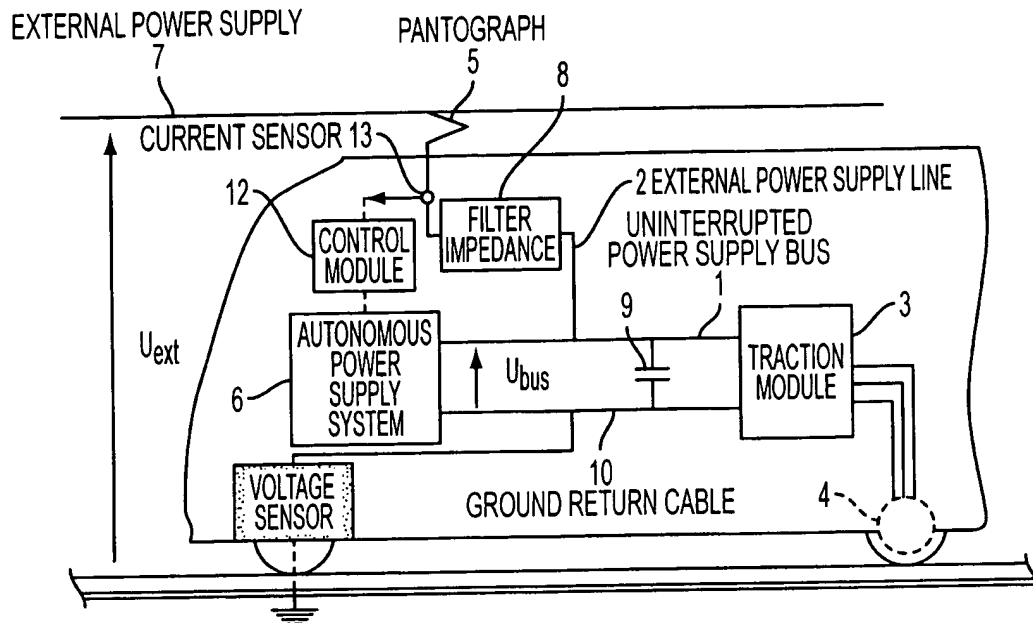 EXTERNAL POWER SUPPLY
7
PANTOGRAPH
5
8
CURRENT SENSOR 13
12
CONTROL
MODULE
FILTER
IMPEDANCE
2 EXTERNAL POWER SUPPLY LINE
UNINTERRUPTED
POWER SUPPLY BUS
1
9
3
Uext
6
AUTONOMOUS
POWER
SUPPLY
SYSTEM
Ubus
TRACTION
MODULE
VOLTAGE
SENSOR
10
GROUND RETURN CABLE
4